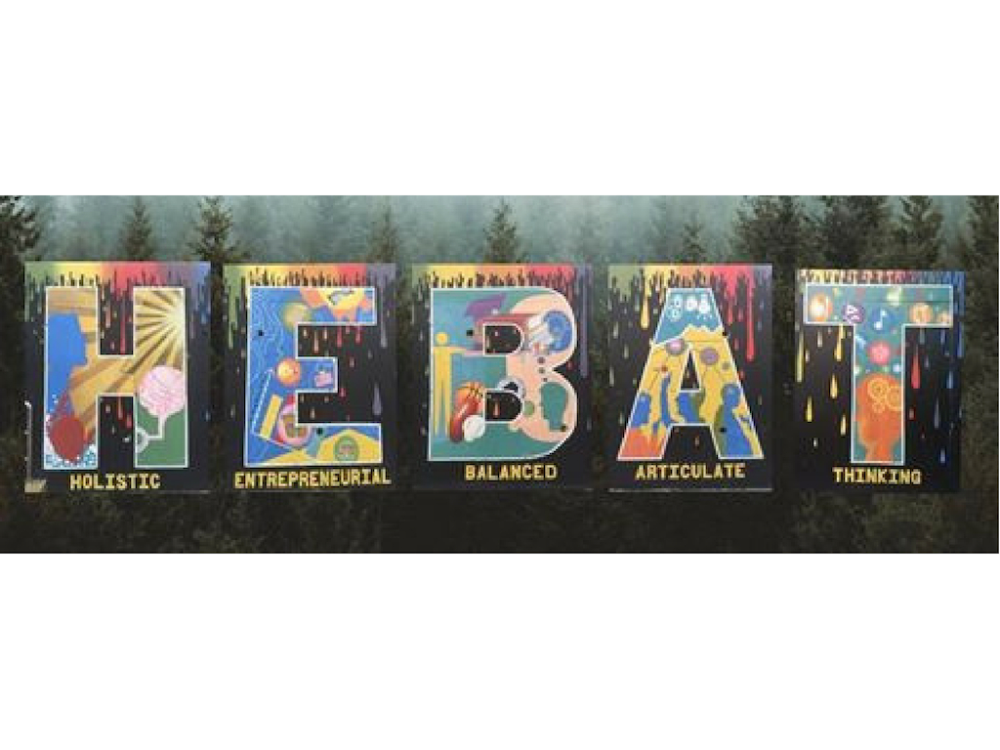 HEBAT
HOLISTIC
ENTREPRENEURIAL
BALANCED
ARTICULATE
THINKING